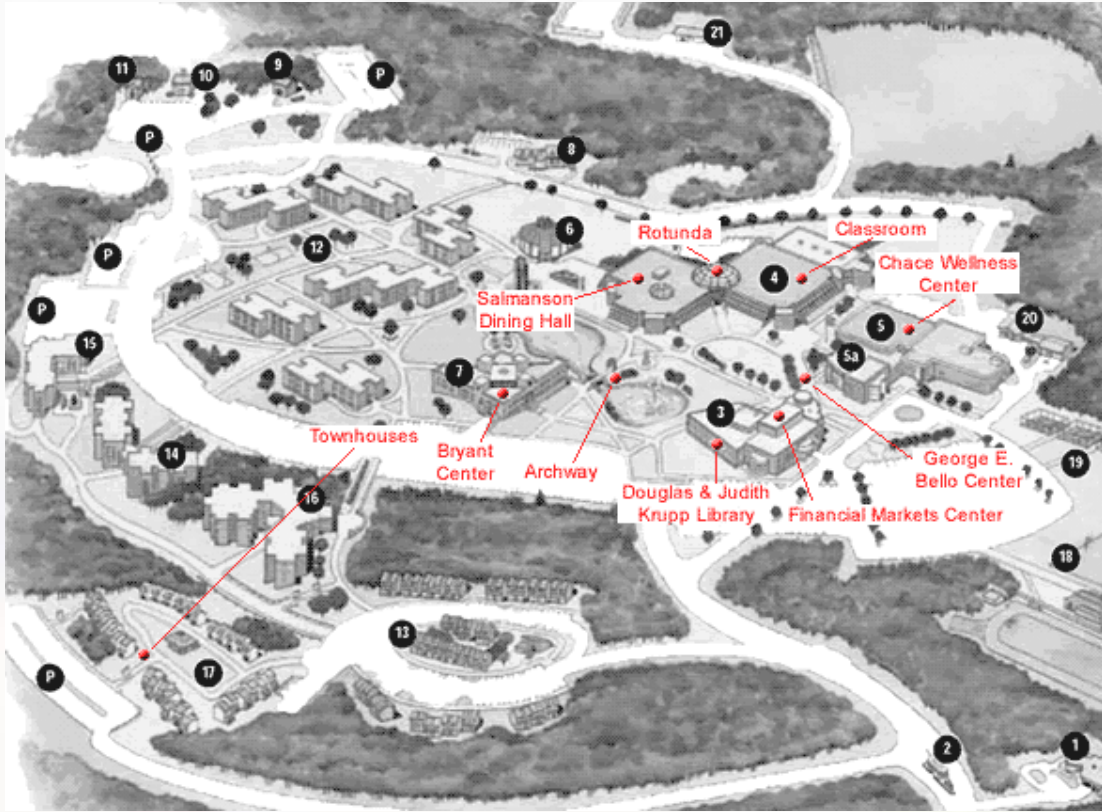 21
11
10
9
P
P
8
6
Rotunda
Classroom
12
4
Chace Wellness
Center
P
Salmanson
Dining Hall
P
5
20
15
5a
7
3
Townhouses
Bryant
Center
Archway
George E.
Bello Center
19
14
Douglas & Judith
Krupp Library
Financial Markets Center
16
18
13
17
P
2
1